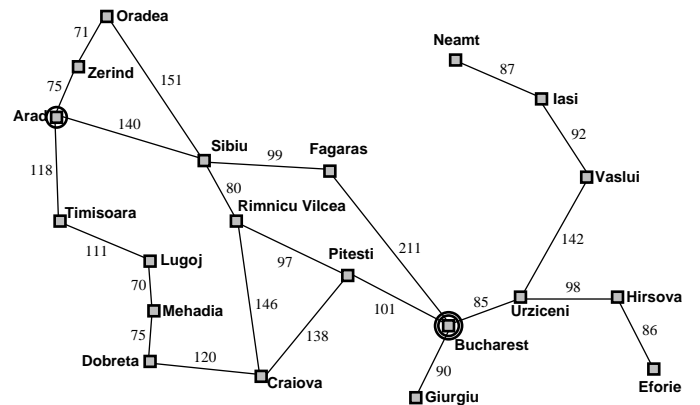 Oradea
71
Neamt
Zerind
87
75
151
Iasi
Arad
140
92
Sibiu
Fagaras
99
118
Vaslui
80
Timisoara
Rimnicu Vilcea
111
211
142
Lugoj
97
Pitesti
70
98
Hirsova
Mehadia
146
101
85
Urziceni
75
138
86
Bucharest
120
Dobreta
90
Craiova
Eforie
Giurgiu